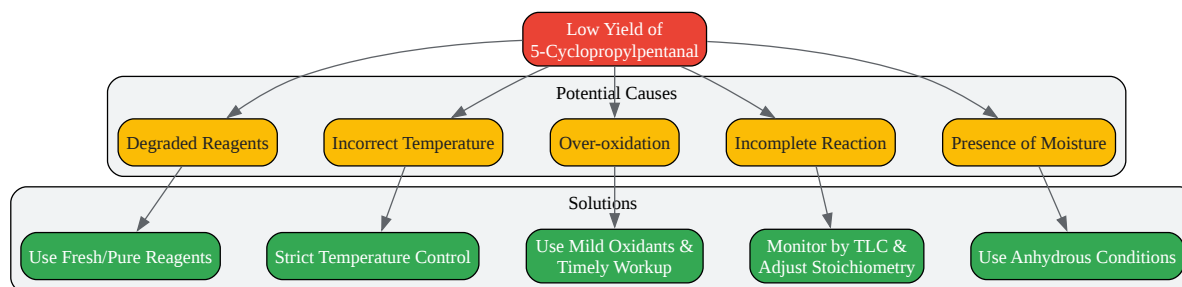 Low Yield of
5-Cyclopropylpentanal
Potential Causes
Degraded Reagents
Incorrect Temperature
Over-oxidation
Incomplete Reaction
Presence of Moisture
Solutions
Use Fresh/Pure Reagents
Strict Temperature Control
Use Mild Oxidants &
Timely Workup
Monitor by TLC &
Adjust Stoichiometry
Use Anhydrous Conditions